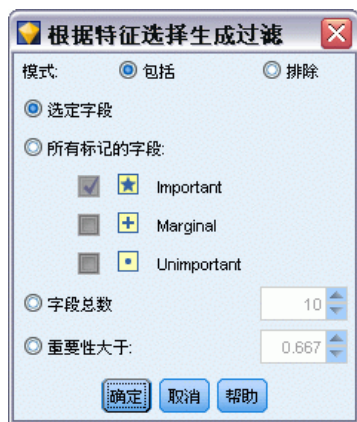 根据特征选择生成过滤
模式: 包括 排除
选定字段
所有标记的字段:
Important
Marginal
Unimportant
字段总数 10
重要性大于: 0.667
确定 取消 帮助